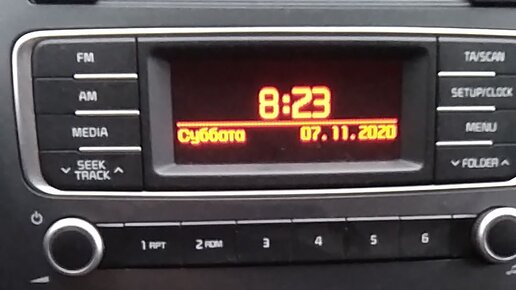 FM
TA/SCAN
8:23
AM
SETUP/CLOCK
Суббота 07.11.2020
MEDIA
MENU
SEEK
TRACK
FOLDER
1 RPT 2 RDM 3 4 5 6